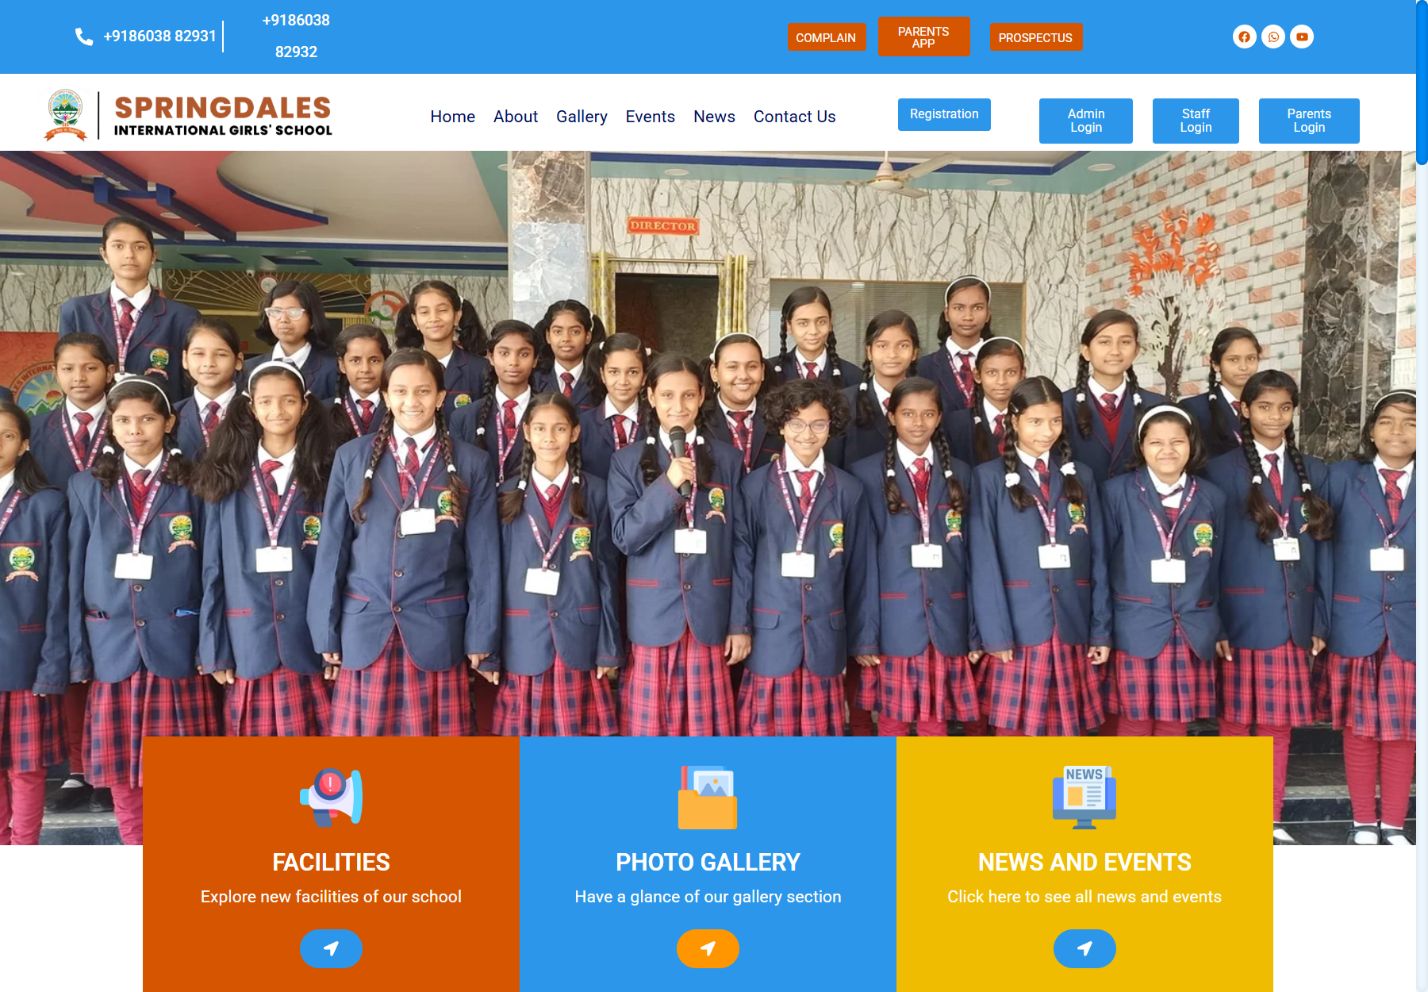 +9186038 82931
+9186038
82932
COMPLAIN
PARENTS
APP
PROSPECTUS
SPRINGDALES
INTERNATIONAL GIRLS' SCHOOL
Home
About
Gallery
Events
News
Contact Us
Registration
Admin
Login
Staff
Login
Parents
Login
DIRECTOR
NEWS
FACILITIES
Explore new facilities of our school
PHOTO GALLERY
Have a glance of our gallery section
NEWS AND EVENTS
Click here to see all news and events